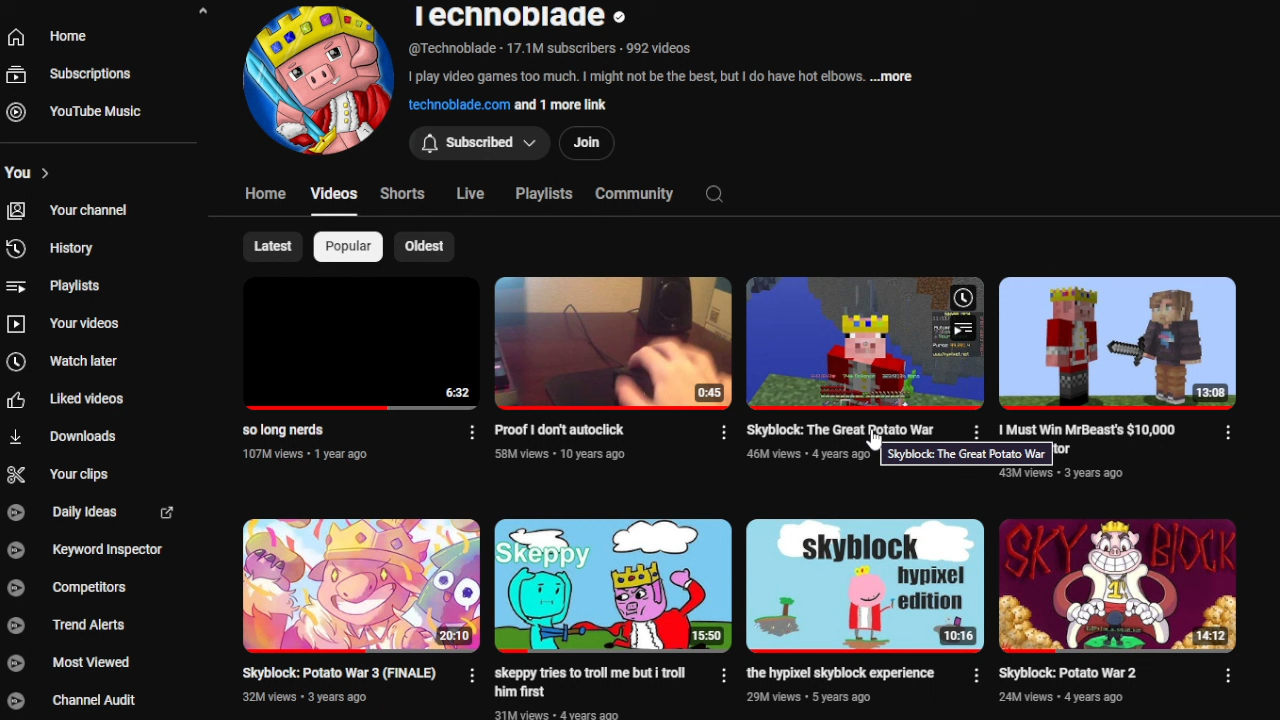 Technoblade
Home
@Technoblade · 17.1M subscribers · 992 videos
Subscriptions
I play video games too much. I might not be the best, but I do have hot elbows. ...more
YouTube Music
technoblade.com and 1 more link
Subscribed
Join
You
Home Videos Shorts Live Playlists Community
Your channel
History
Latest Popular Oldest
Playlists
Your videos
Watch later
Liked videos
Downloads
Your clips
Daily Ideas
Keyword Inspector
Competitors
Trend Alerts
Most Viewed
Channel Audit
6:32
so long nerds
107M views · 1 year ago
0:45
Proof I don't autoclick
58M views · 10 years ago
Skyblock: The Great Potato War
46M views · 4 years ago
Skyblock: The Great Potato War
13:08
I Must Win MrBeast's $10,000
tor
43M views · 3 years ago
20:10
Skyblock: Potato War 3 (FINALE)
32M views · 3 years ago
Skeppy
15:50
skeppy tries to troll me but i troll
him first
31M views · 4 years ago
skyblock
hypixel
edition
10:16
the hypixel skyblock experience
29M views · 5 years ago
SKY BLOCK
1
14:12
Skyblock: Potato War 2
24M views · 4 years ago